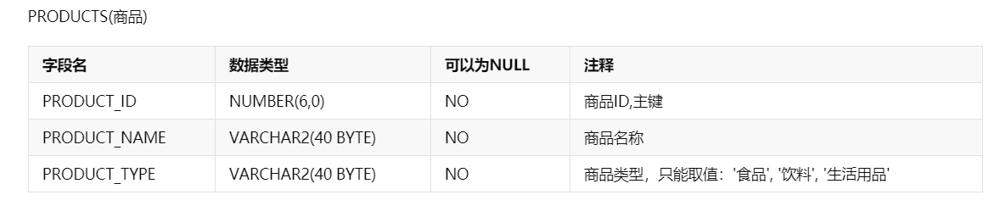 PRODUCTS(商品)
字段名 数据类型 可以为NULL 注释
PRODUCT_ID NUMBER(6,0) NO 商品ID,主键
PRODUCT_NAME VARCHAR2(40 BYTE) NO 商品名称
PRODUCT_TYPE VARCHAR2(40 BYTE) NO 商品类型，只能取值：'食品', '饮料', '生活用品'